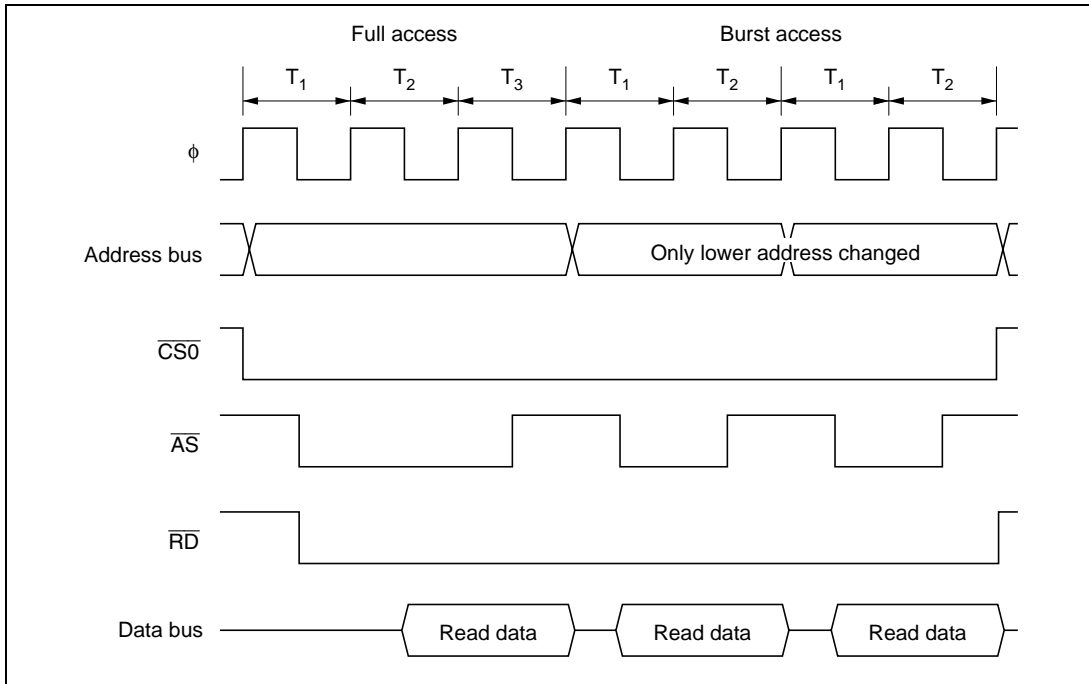 Full access Burst access
T1 T2 T3 T1 T2 T1 T2
ϕ
Address bus Only lower address changed
CS0
AS
RD
Data bus Read data Read data Read data